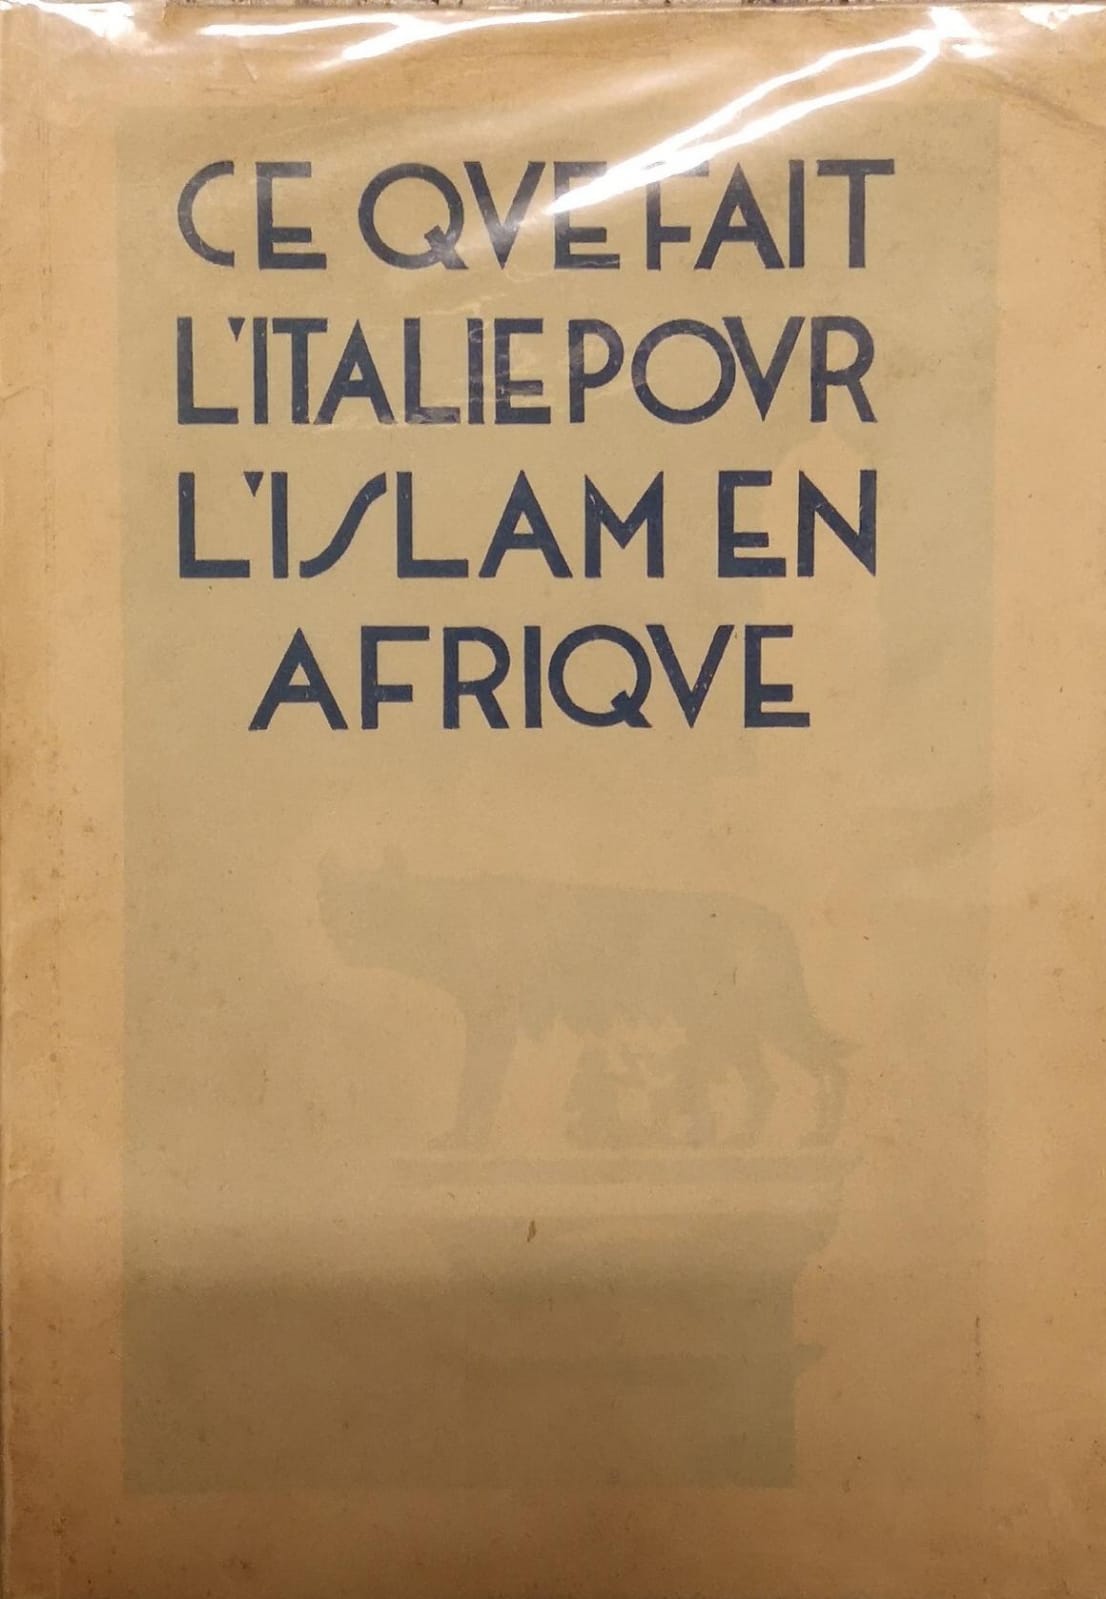 CE QVE FAIT
L'ITALIE POVR
L'ISLAM EN
AFRIQVE